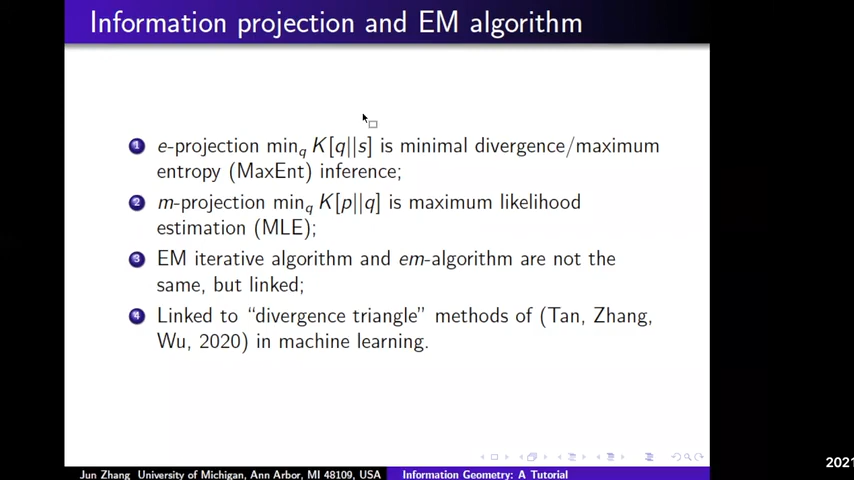 Information projection and EM algorithm
1 e-projection min_q K[q||s] is minimal divergence/maximum
entropy (MaxEnt) inference;
2 m-projection min_q K[p||q] is maximum likelihood
estimation (MLE);
3 EM iterative algorithm and em-algorithm are not the
same, but linked;
4 Linked to “divergence triangle” methods of (Tan, Zhang,
Wu, 2020) in machine learning.
2021
Jun Zhang University of Michigan, Ann Arbor, MI 48109, USA Information Geometry: A Tutorial